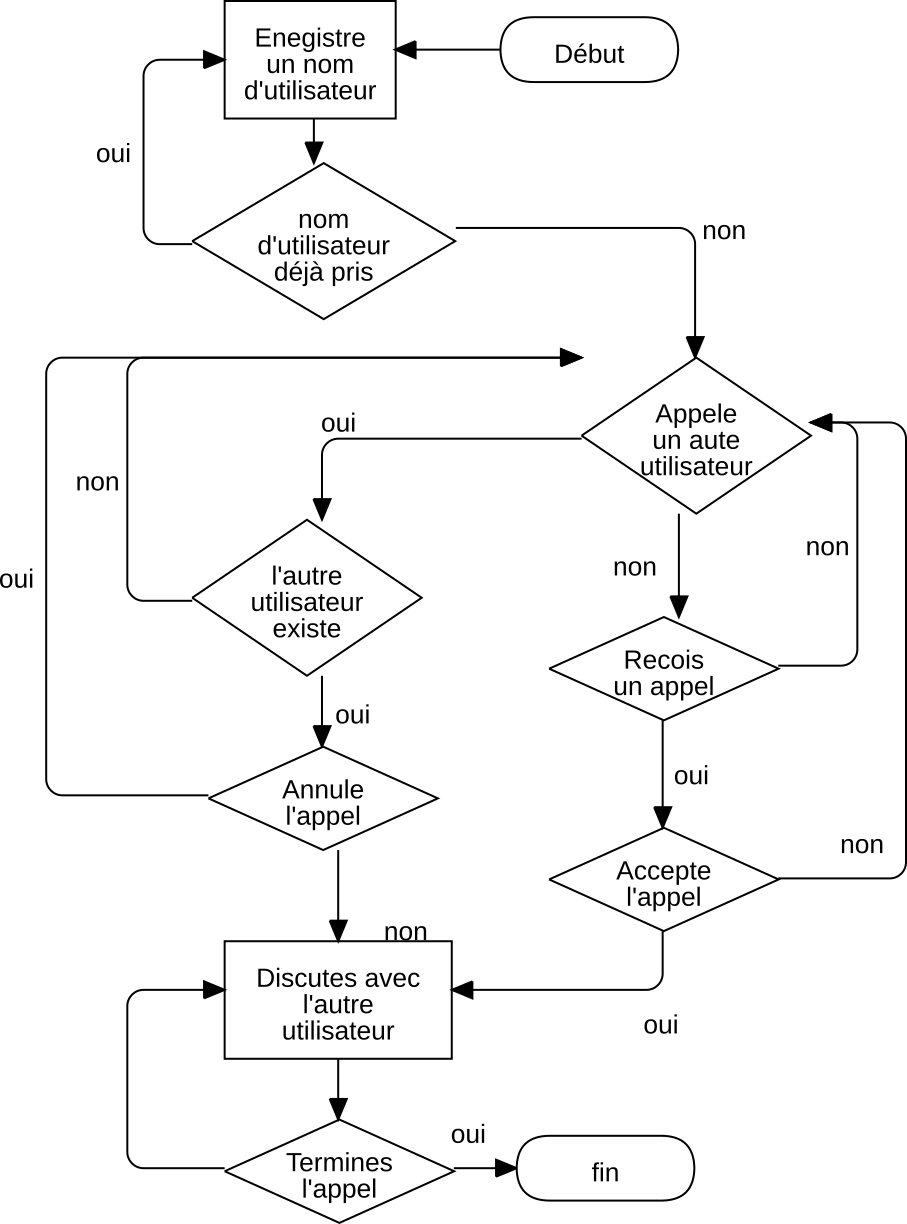 Enegistre
un nom
d'utilisateur
Début
oui
nom
d'utilisateur
déjà pris
non
Appele
un aute
utilisateur
oui
non
oui
l'autre
utilisateur
existe
non
non
Recois
un appel
oui
Annule
l'appel
oui
Accepte
l'appel
non
non
Discutes avec
l'autre
utilisateur
oui
Termines
l'appel
oui
fin